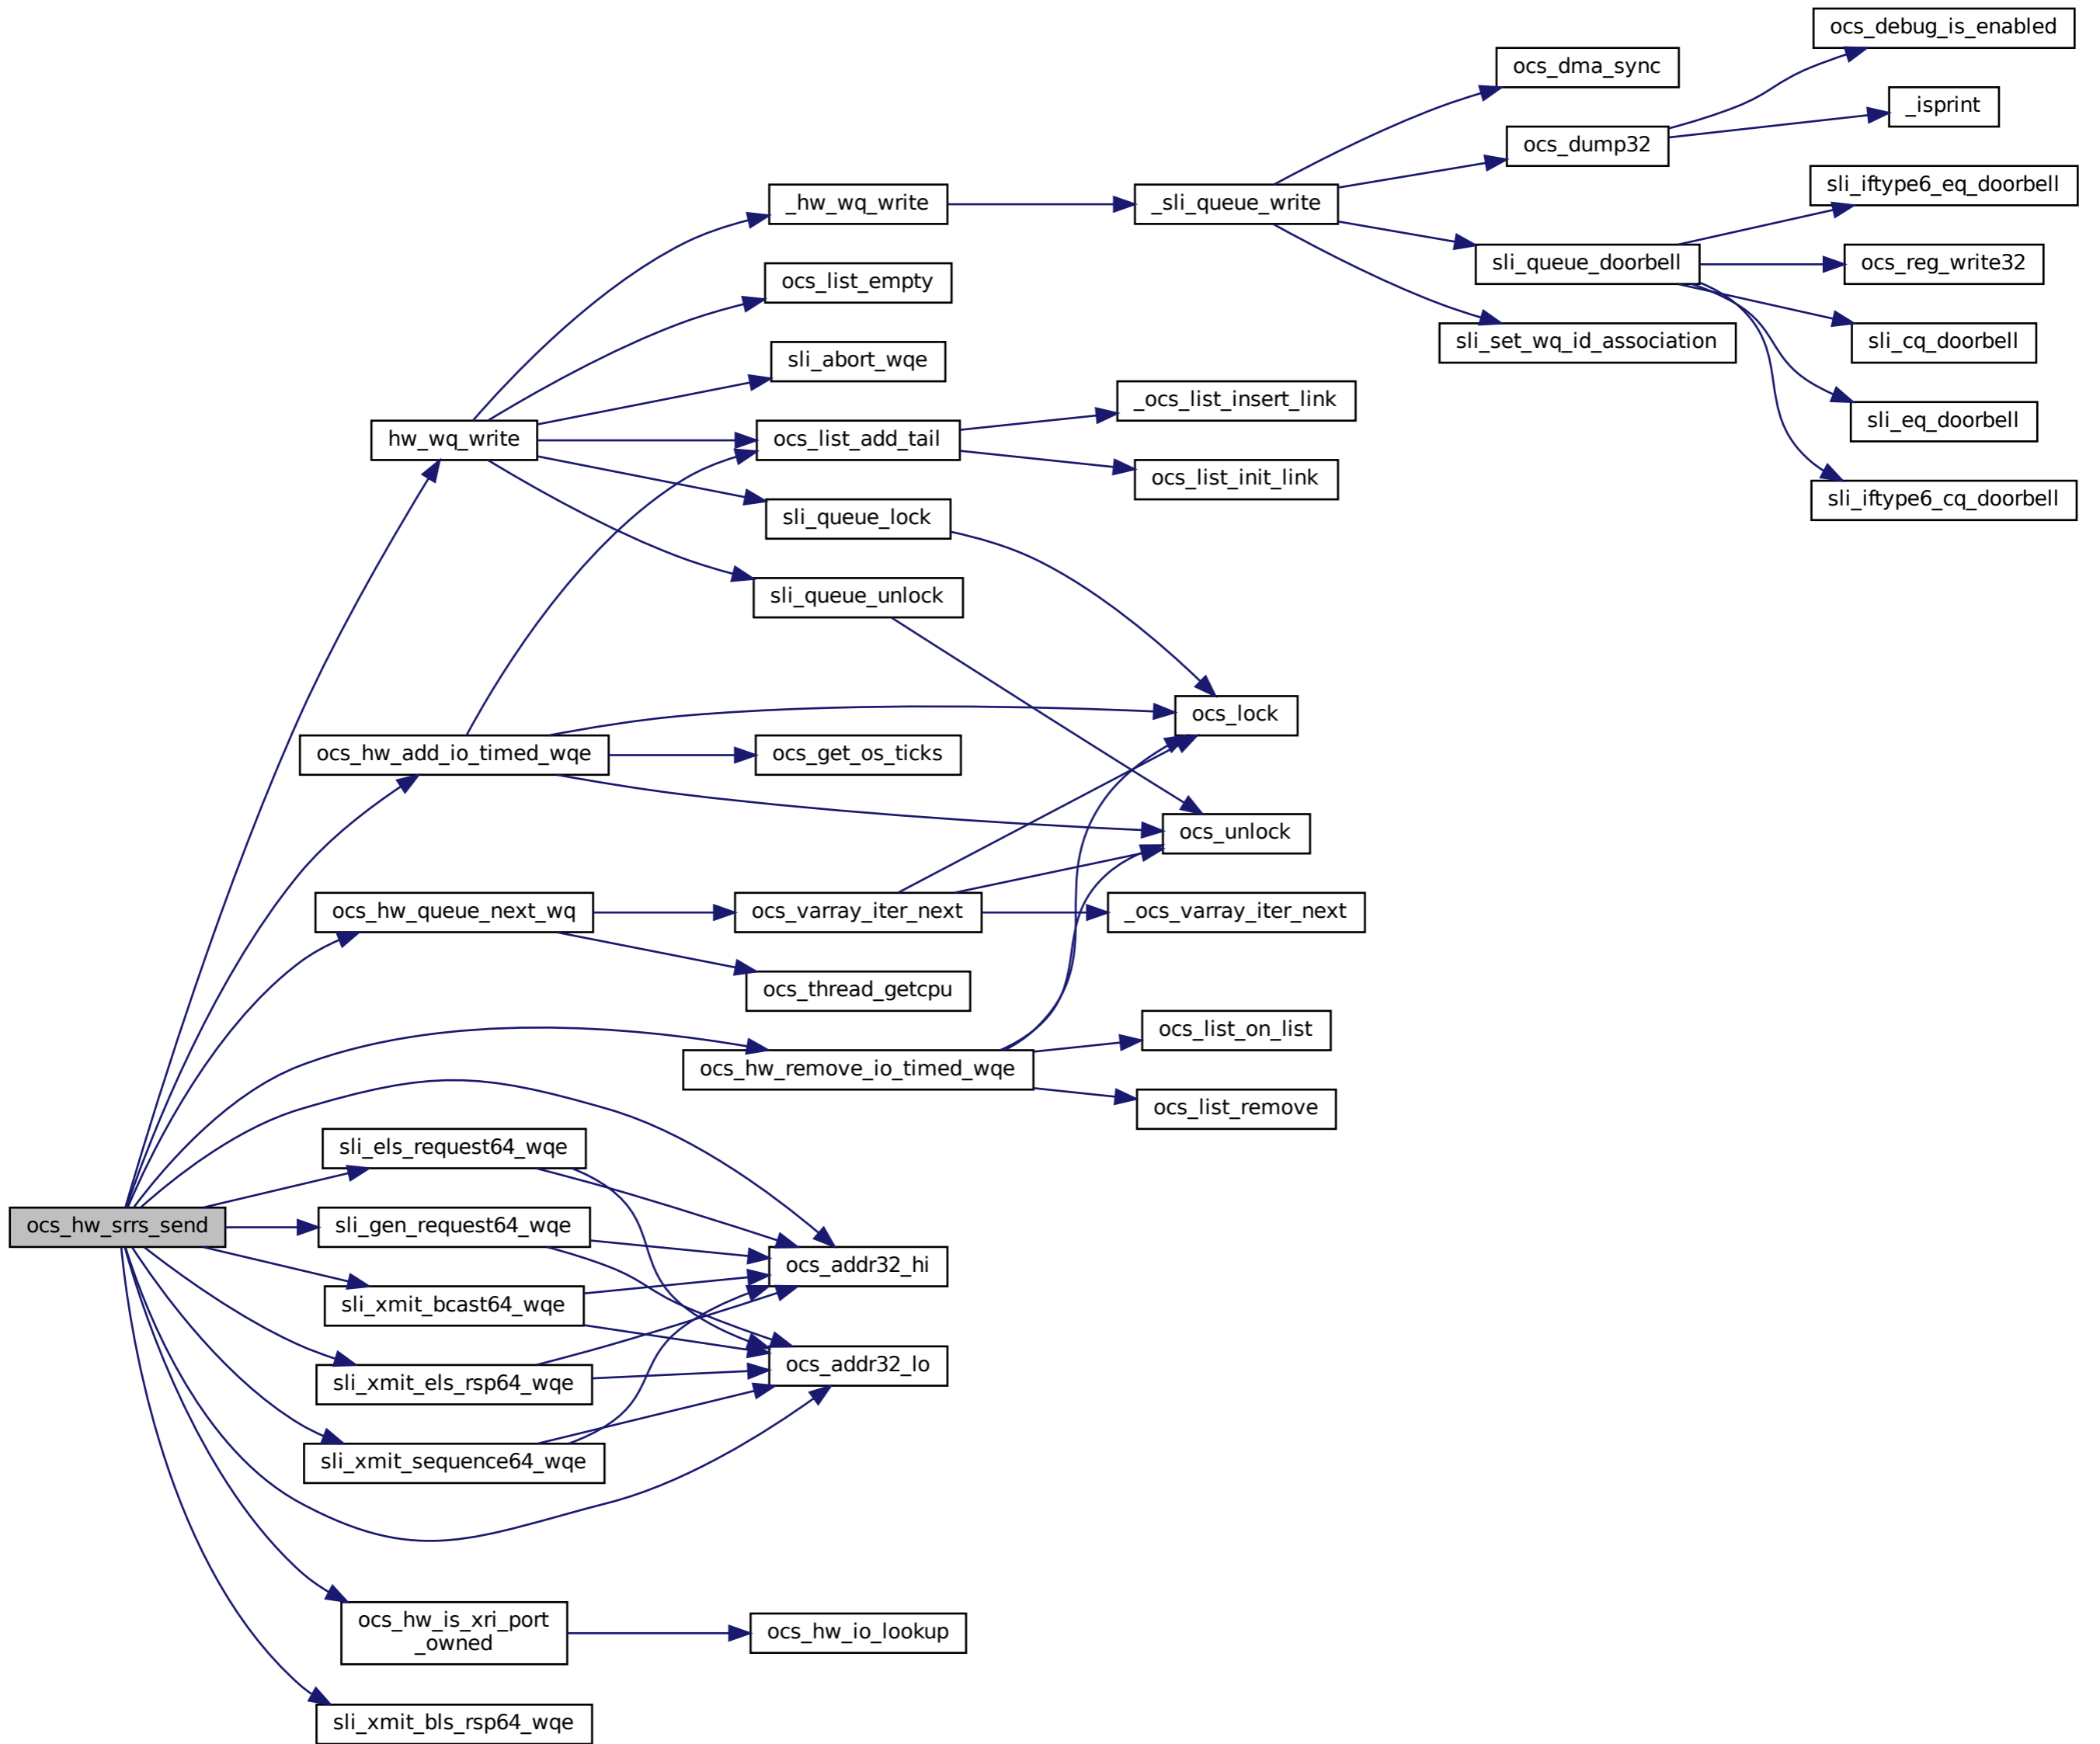 ocs_debug_is_enabled
ocs_dma_sync
_isprint
ocs_dump32
sli_iftype6_eq_doorbell
_hw_wq_write
_sli_queue_write
sli_queue_doorbell
ocs_reg_write32
ocs_list_empty
sli_set_wq_id_association
sli_cq_doorbell
sli_abort_wqe
_ocs_list_insert_link
sli_eq_doorbell
hw_wq_write
ocs_list_add_tail
ocs_list_init_link
sli_iftype6_cq_doorbell
sli_queue_lock
sli_queue_unlock
ocs_lock
ocs_hw_add_io_timed_wqe
ocs_get_os_ticks
ocs_unlock
ocs_hw_queue_next_wq
ocs_varray_iter_next
_ocs_varray_iter_next
ocs_thread_getcpu
ocs_list_on_list
ocs_hw_remove_io_timed_wqe
ocs_list_remove
sli_els_request64_wqe
ocs_hw_srrs_send
sli_gen_request64_wqe
ocs_addr32_hi
sli_xmit_bcast64_wqe
ocs_addr32_lo
sli_xmit_els_rsp64_wqe
sli_xmit_sequence64_wqe
ocs_hw_is_xri_port
_owned
ocs_hw_io_lookup
sli_xmit_bls_rsp64_wqe